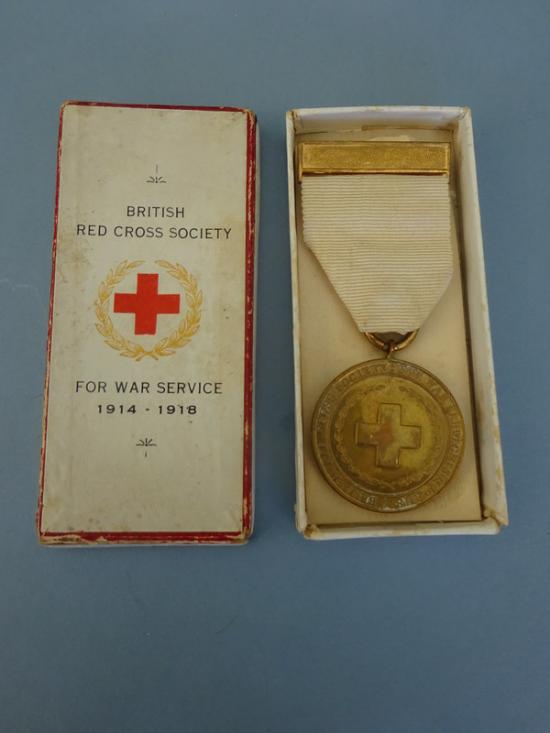 BRITISH
RED CROSS SOCIETY
FOR WAR SERVICE
1914 - 1918